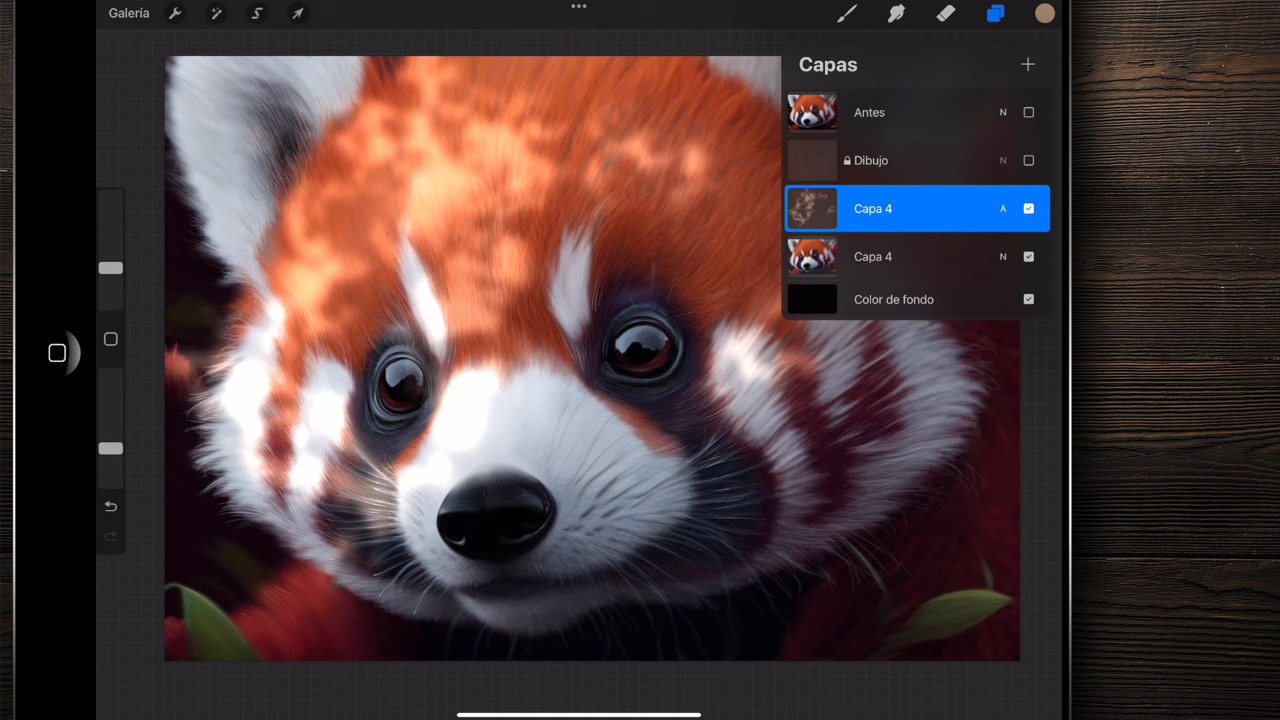 Galería
Capas
Antes N
Dibujo N
Capa 4 A
Capa 4 N
Color de fondo